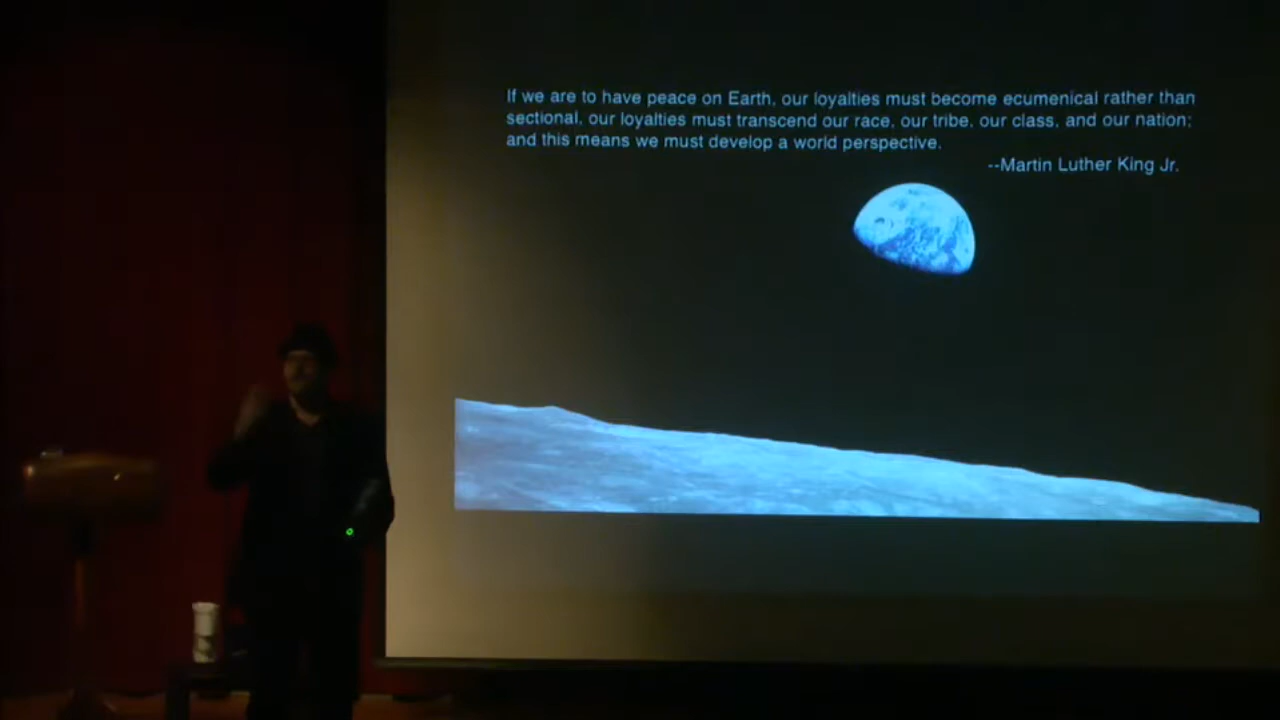 If we are to have peace on Earth, our loyalties must become ecumenical rather than
sectional, our loyalties must transcend our race, our tribe, our class, and our nation;
and this means we must develop a world perspective.
--Martin Luther King Jr.